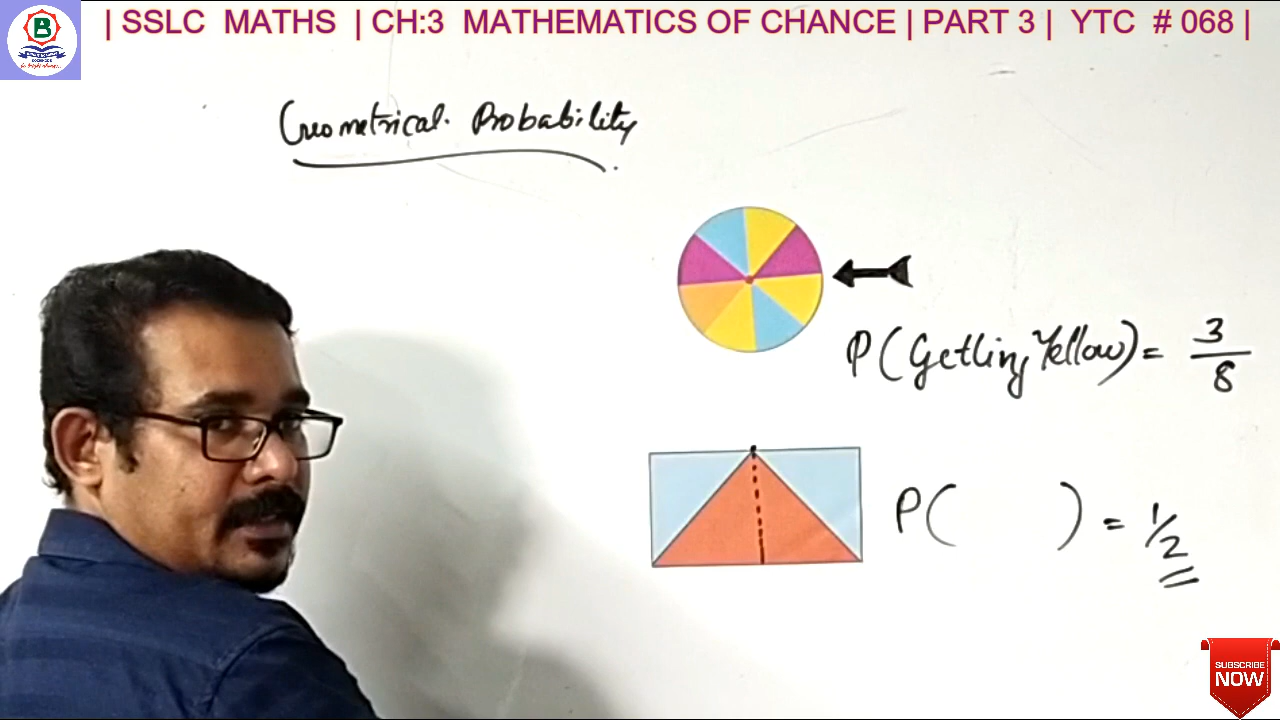 | SSLC MATHS | CH:3 MATHEMATICS OF CHANCE | PART 3 | YTC # 068 |
B
Geometrical Probability
P(Getting Yellow) = 3/8
P( ) = 1/2
SUBSCRIBE
NOW